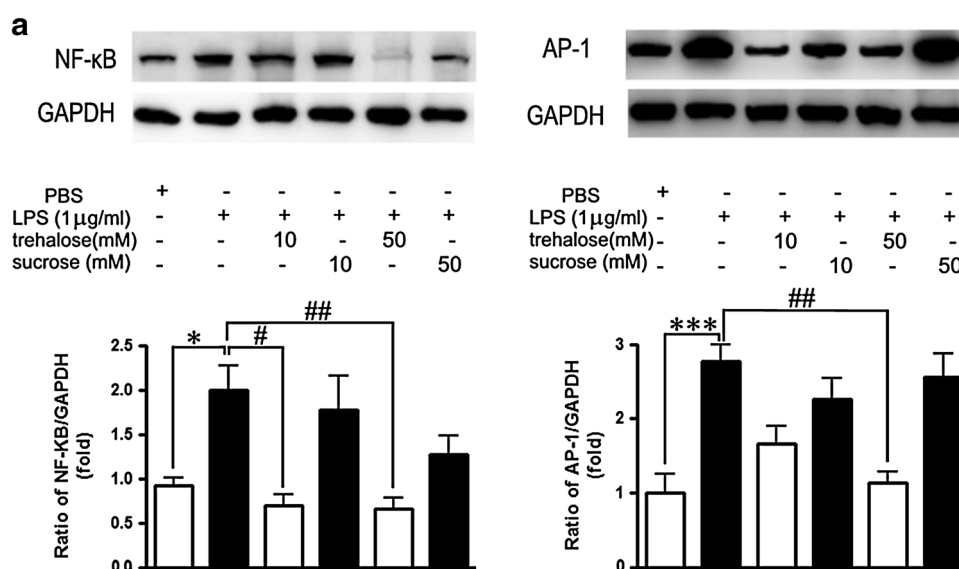 a
NF-κB
GAPDH
PBS + - - - - -
LPS (1μg/ml) - + + + + +
trehalose(mM) - - 10 - 50 -
sucrose (mM) - - - 10 - 50
* # ##
Ratio of NF-KB/GAPDH
(fold)
2.5
2.0
1.5
1.0
0.5
0.0
AP-1
GAPDH
PBS + - - - - -
LPS (1μg/ml) - + + + + +
trehalose(mM) - - 10 - 50 -
sucrose (mM) - - - 10 - 50
*** ##
Ratio of AP-1/GAPDH
(fold)
3
2
1
0